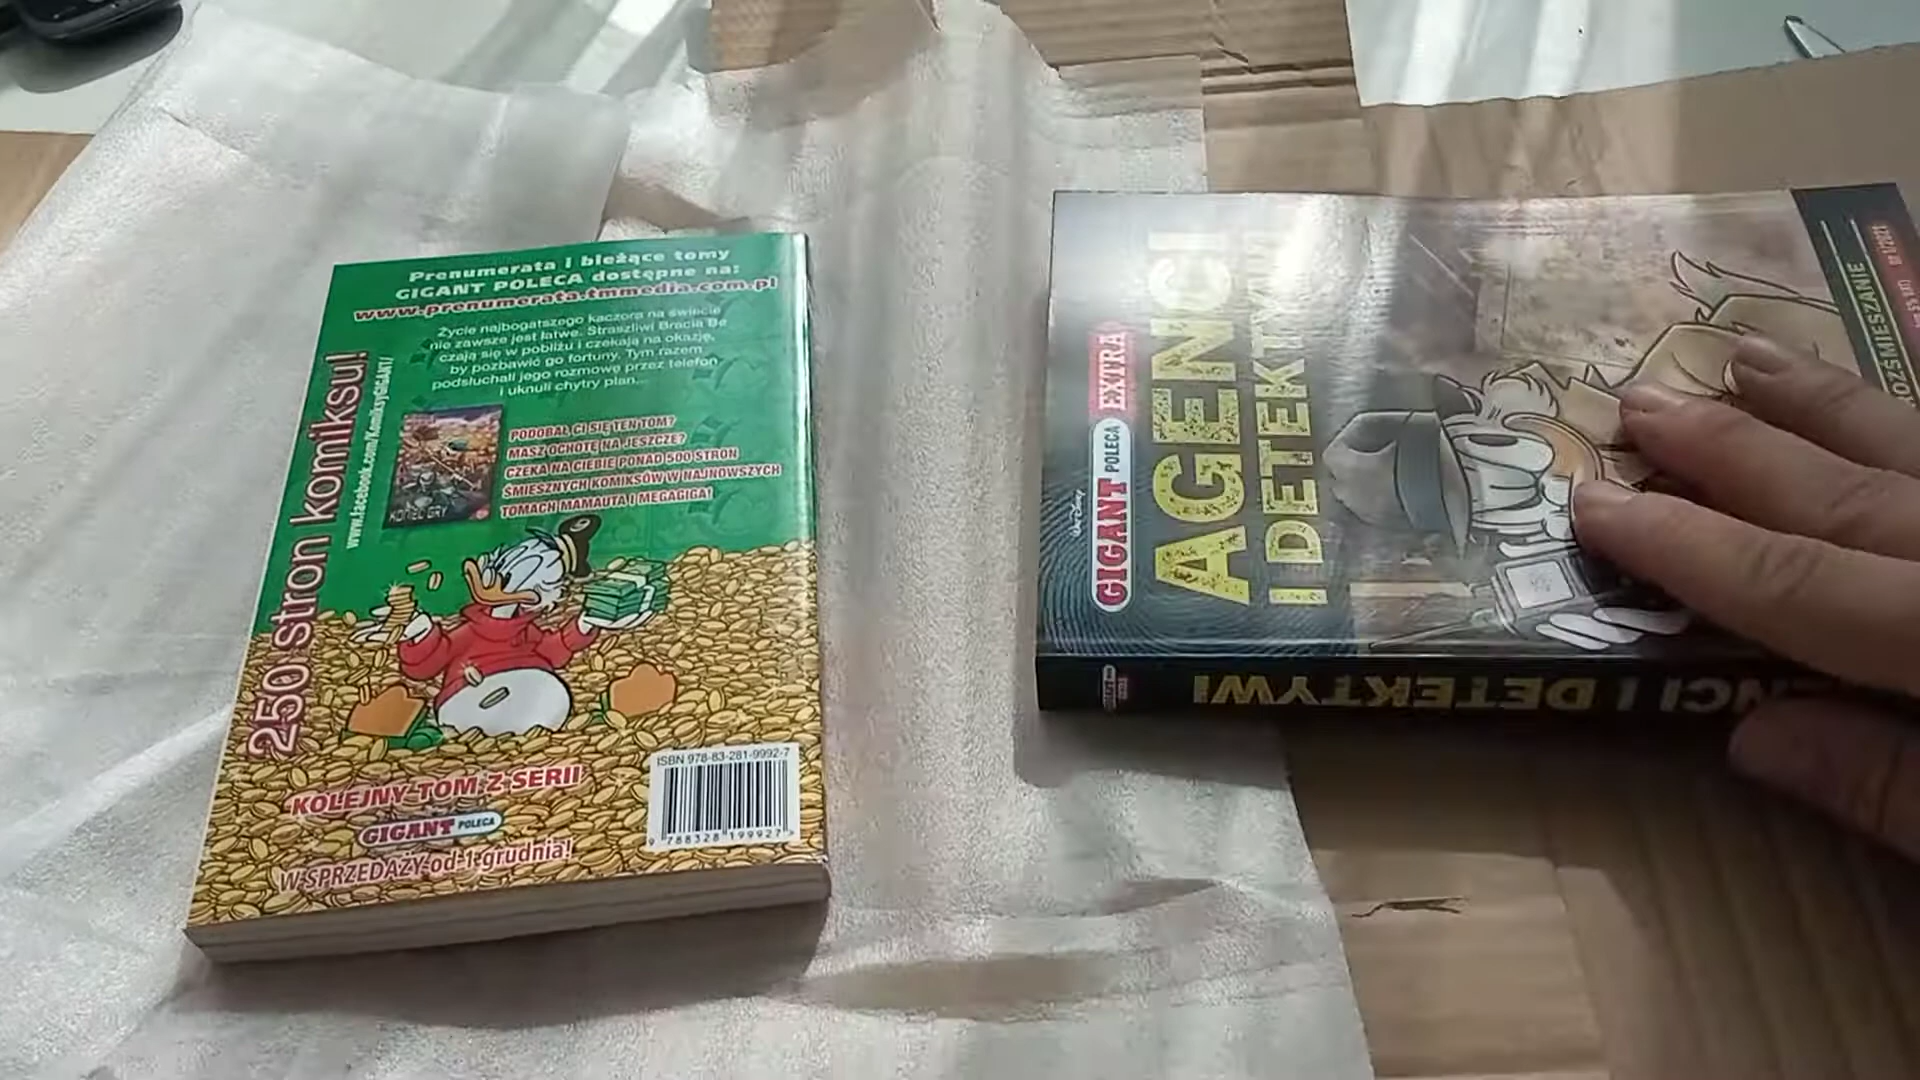 Prenumerata i bieżące tomy
GIGANT POLECA dostępne na:
www.prenumerata.tmmedia.com.pl
Życie najbogatszego kaczora na świecie
nie zawsze jest łatwe. Straszliwi Bracia Be
czają się w pobliżu i czekają na okazję,
by pozbawić go fortuny. Tym razem
podsłuchali jego rozmowę przez telefon
i uknuli chytry plan...
250 stron komiksu!
www.facebook.com/KomiksyGIGANT/
PODOBAŁ CI SIĘ TEN TOM?
MASZ OCHOTĘ NA JESZCZE?
CZEKA NA CIEBIE PONAD 500 STRON
ŚMIESZNYCH KOMIKSÓW W NAJNOWSZYCH
TOMACH MAMUTA I MEGAGIGA!
KONIEC GRY
KOLEJNY TOM Z SERII
GIGANT POLECA
W SPRZEDAŻY od 1 grudnia!
ISBN 978-83-281-9992-7
9 788328 199927 >
Walt Disney
GIGANT POLECA EXTRA
AGENCI
I DETEKTYWI
ENCI I DETEKTYWI